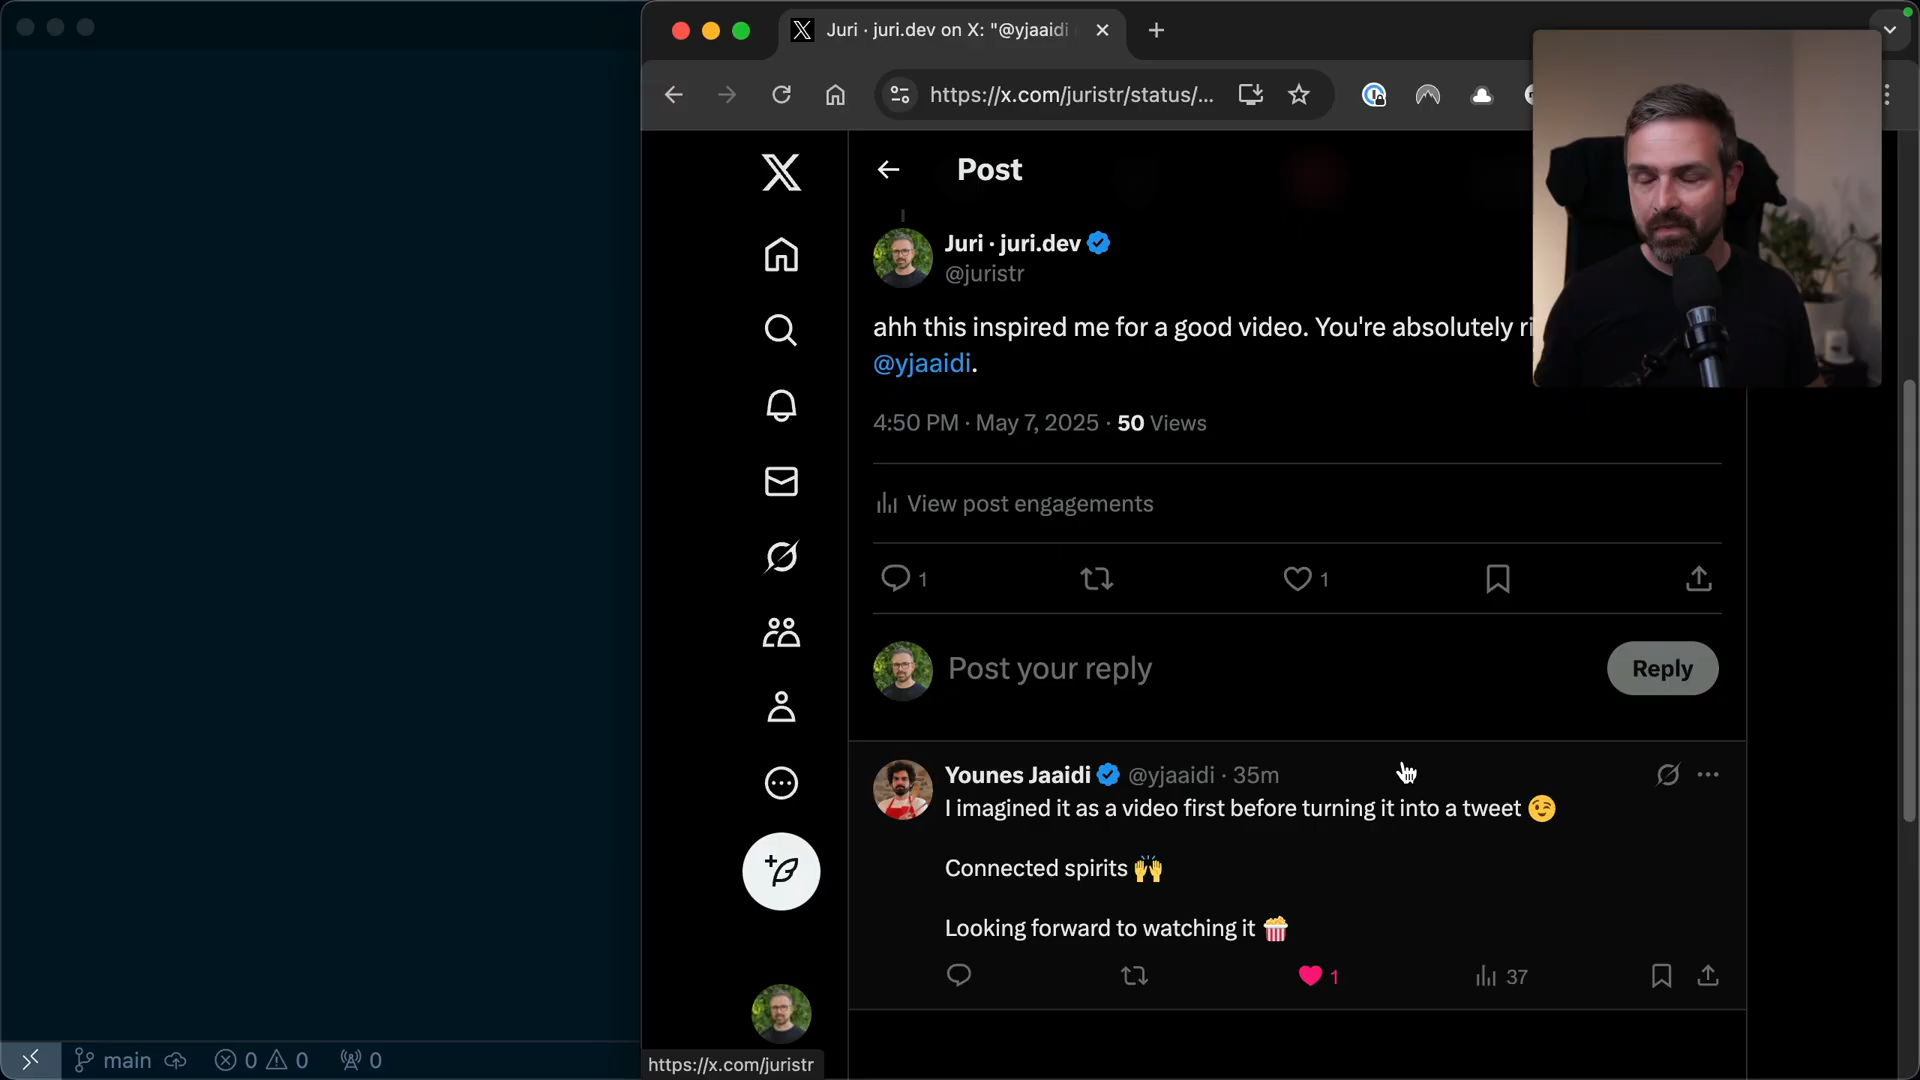 Juri · juri.dev on X: "@yjaaidi
https://x.com/juristr/status/...
Post
Juri · juri.dev
@juristr
ahh this inspired me for a good video. You're absolutely
@yjaaidi.
4:50 PM · May 7, 2025 · 50 Views
View post engagements
1
1
Post your reply
Reply
Younes Jaaidi @yjaaidi · 35m
I imagined it as a video first before turning it into a tweet 😉
Connected spirits 🙌
Looking forward to watching it 🍿
1
37
main
0
0
0
https://x.com/juristr